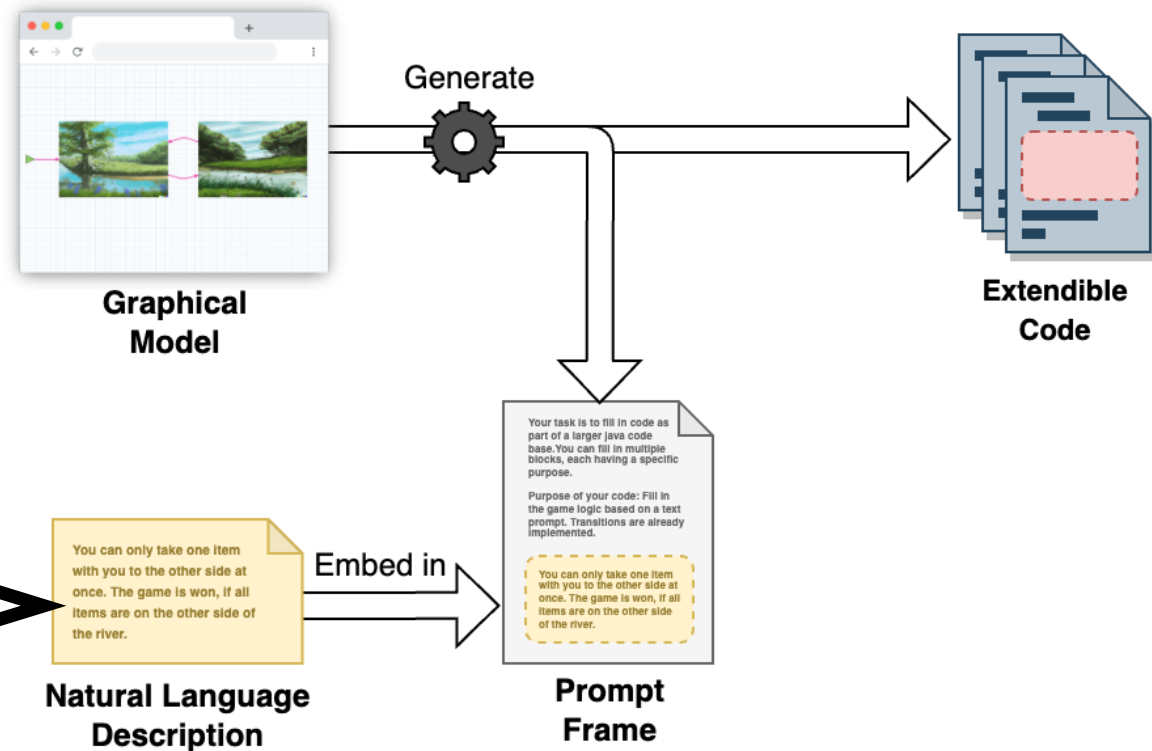 Generate
Graphical
Model
Extendible
Code
Your task is to fill in code as
part of a larger java code
base.You can fill in multiple
blocks, each having a specific
purpose.
Purpose of your code: Fill in
the game logic based on a text
prompt. Transitions are already
implemented.
You can only take one item
with you to the other side at
once. The game is won, if all
items are on the other side
of the river.
Prompt
Frame
You can only take one item
with you to the other side at
once. The game is won, if all
items are on the other side of
the river.
Embed in
Natural Language
Description